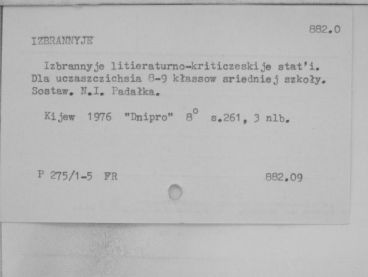 882.0
IZBRANNYJE
Izbrannyje litieraturno-kriticzeskije stat'i.
Dla uczaszczichsia 8-9 kłassow sriedniej szkoły.
Sostaw. N.I. Padałka.
Kijew 1976 "Dnipro" 8° s.261, 3 nlb.
P 275/1-5 FR 882.09